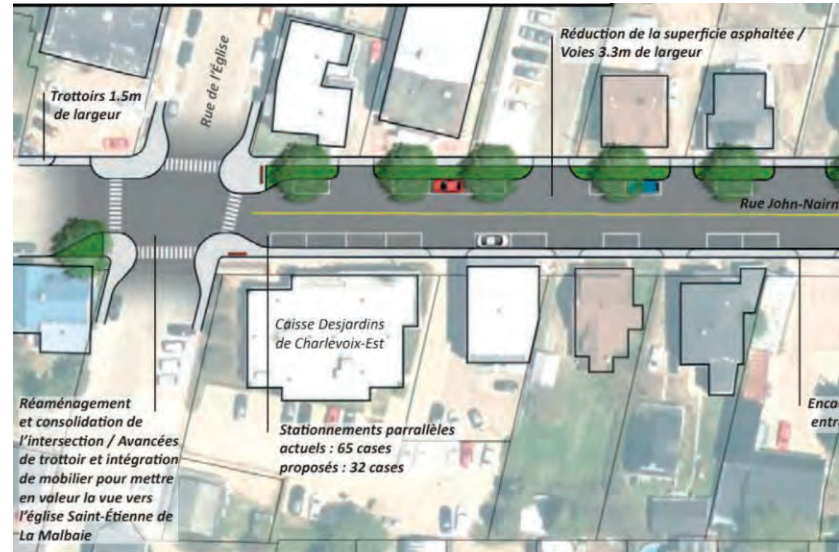 Réduction de la superficie asphaltée /
Voies 3.3m de largeur
Rue de l'Église
Trottoirs 1.5m
de largeur
Rue John-Nairn
Caisse Desjardins
de Charlevoix-Est
Réaménagement
et consolidation de
l'intersection / Avancées
de trottoir et intégration
de mobilier pour mettre
en valeur la vue vers
l'église Saint-Étienne de
La Malbaie
Stationnements parrallèles
actuels : 65 cases
proposés : 32 cases